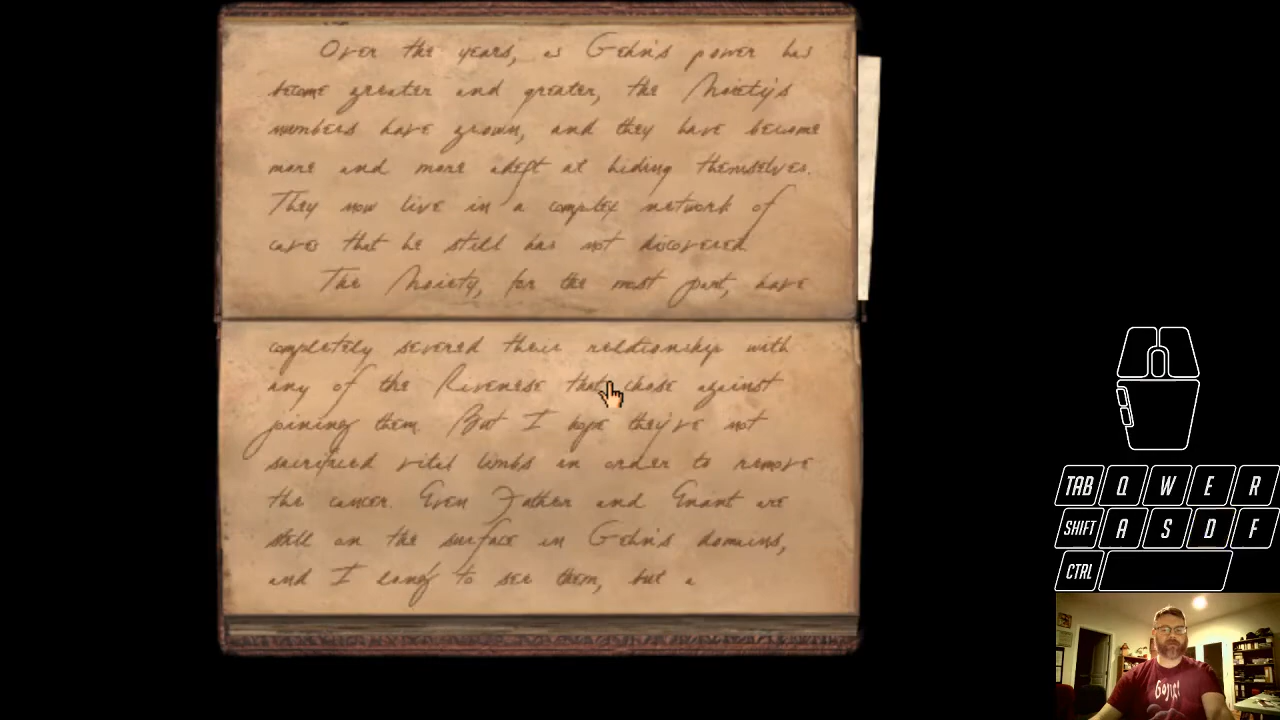 Over the years, as Gehn's power has
become greater and greater, the Moiety's
numbers have grown, and they have become
more and more adept at hiding themselves.
They now live in a complex network of
caves that he still has not discovered.
The Moiety, for the most part, have
completely severed their relationship with
any of the Rivenese that chose against
joining them. But I hope they've not
sacrificed vital limbs in order to remove
the cancer. Even Father and Enant are
still on the surface in Gehn's domains,
and I long to see them, but a
TAB Q W E R
SHIFT A S D F
CTRL